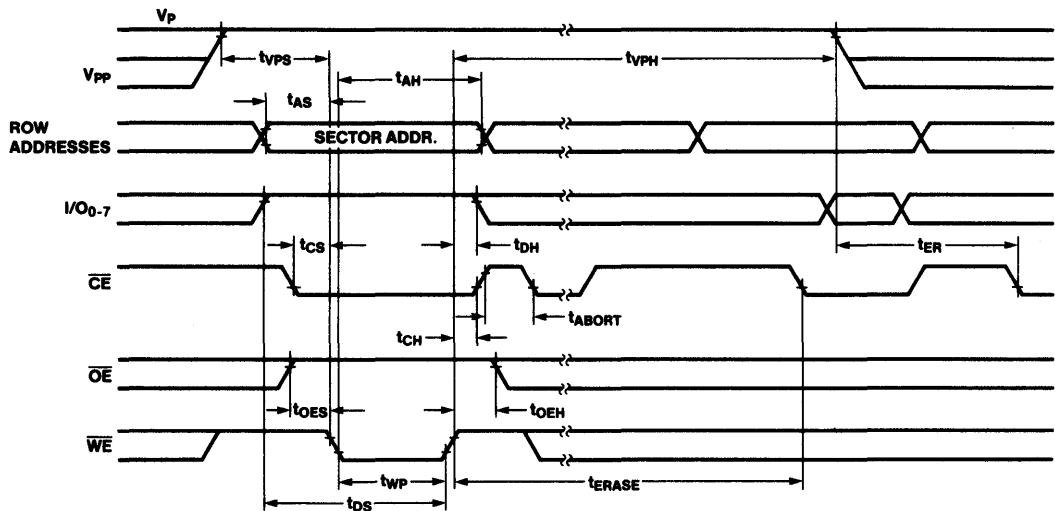 VP
VPP
tVPS
tVPH
tAH
tAS
ROW
ADDRESSES
SECTOR ADDR.
I/O0-7
tCS
tDH
tER
CE
tABORT
tCH
OE
tOES
tOEH
WE
tWP
tERASE
tDS